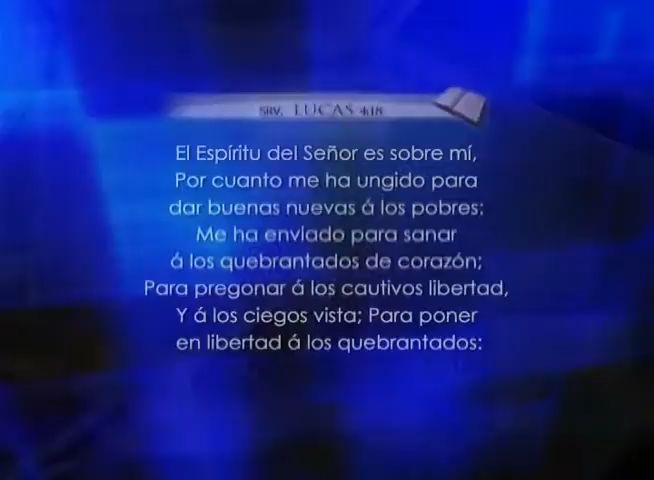 SRV. LUCAS 4:18
El Espíritu del Señor es sobre mí,
Por cuanto me ha ungido para
dar buenas nuevas á los pobres:
Me ha enviado para sanar
á los quebrantados de corazón;
Para pregonar á los cautivos libertad,
Y á los ciegos vista; Para poner
en libertad á los quebrantados: